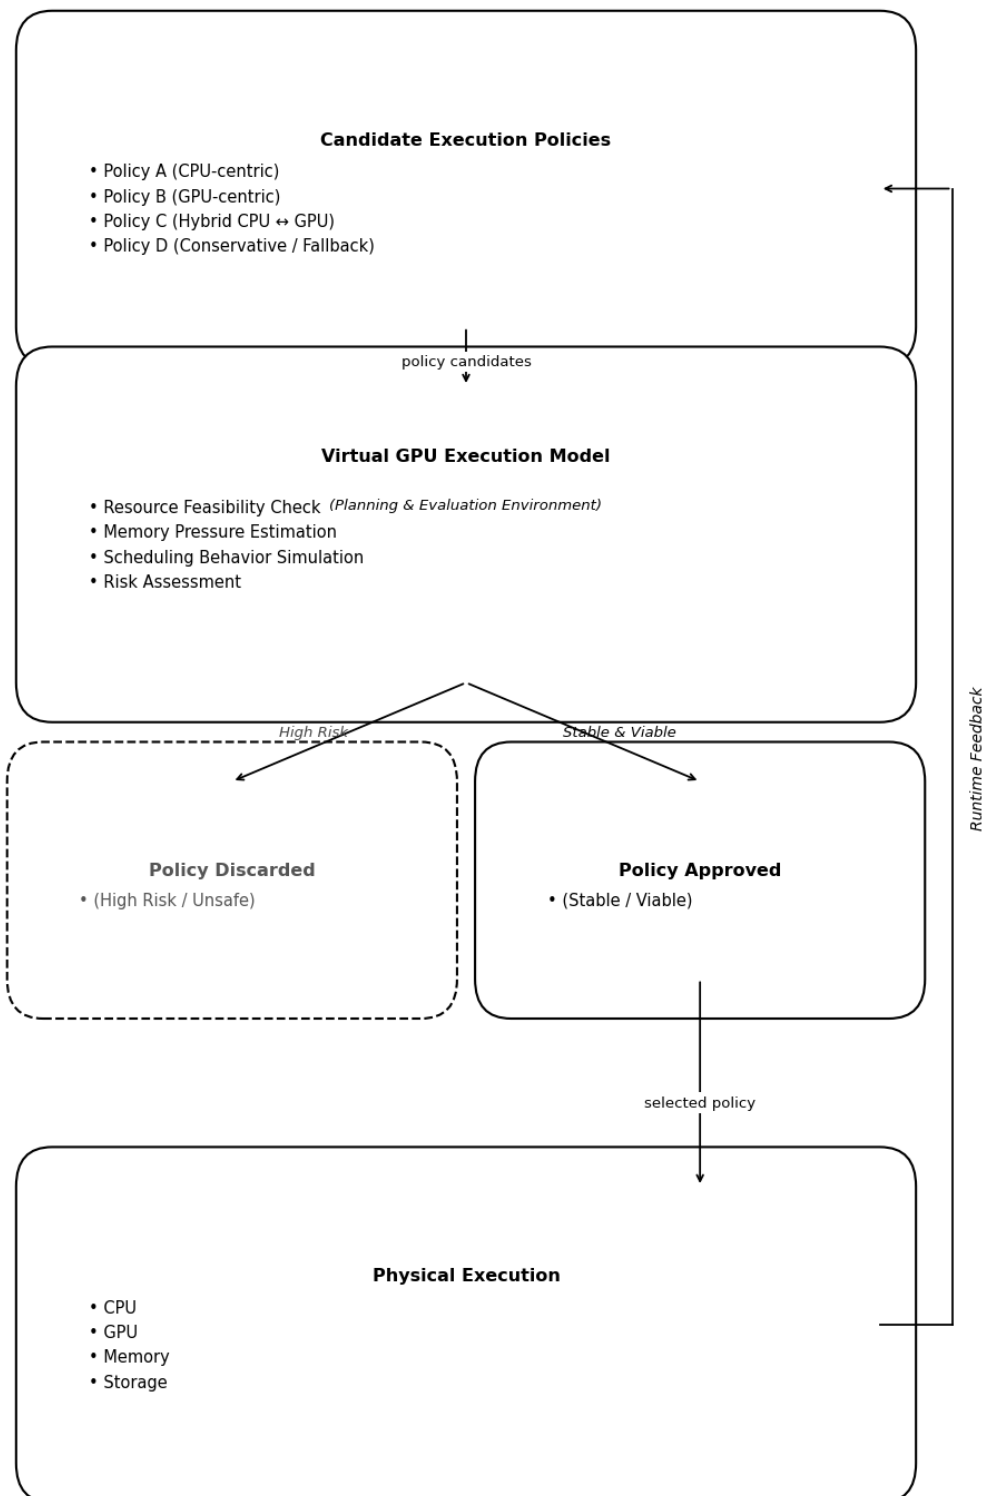 Candidate Execution Policies
• Policy A (CPU-centric)
• Policy B (GPU-centric)
• Policy C (Hybrid CPU ↔ GPU)
• Policy D (Conservative / Fallback)
policy candidates
Virtual GPU Execution Model
• Resource Feasibility Check (Planning & Evaluation Environment)
• Memory Pressure Estimation
• Scheduling Behavior Simulation
• Risk Assessment
High Risk
Stable & Viable
Policy Discarded
• (High Risk / Unsafe)
Policy Approved
• (Stable / Viable)
selected policy
Physical Execution
• CPU
• GPU
• Memory
• Storage
Runtime Feedback